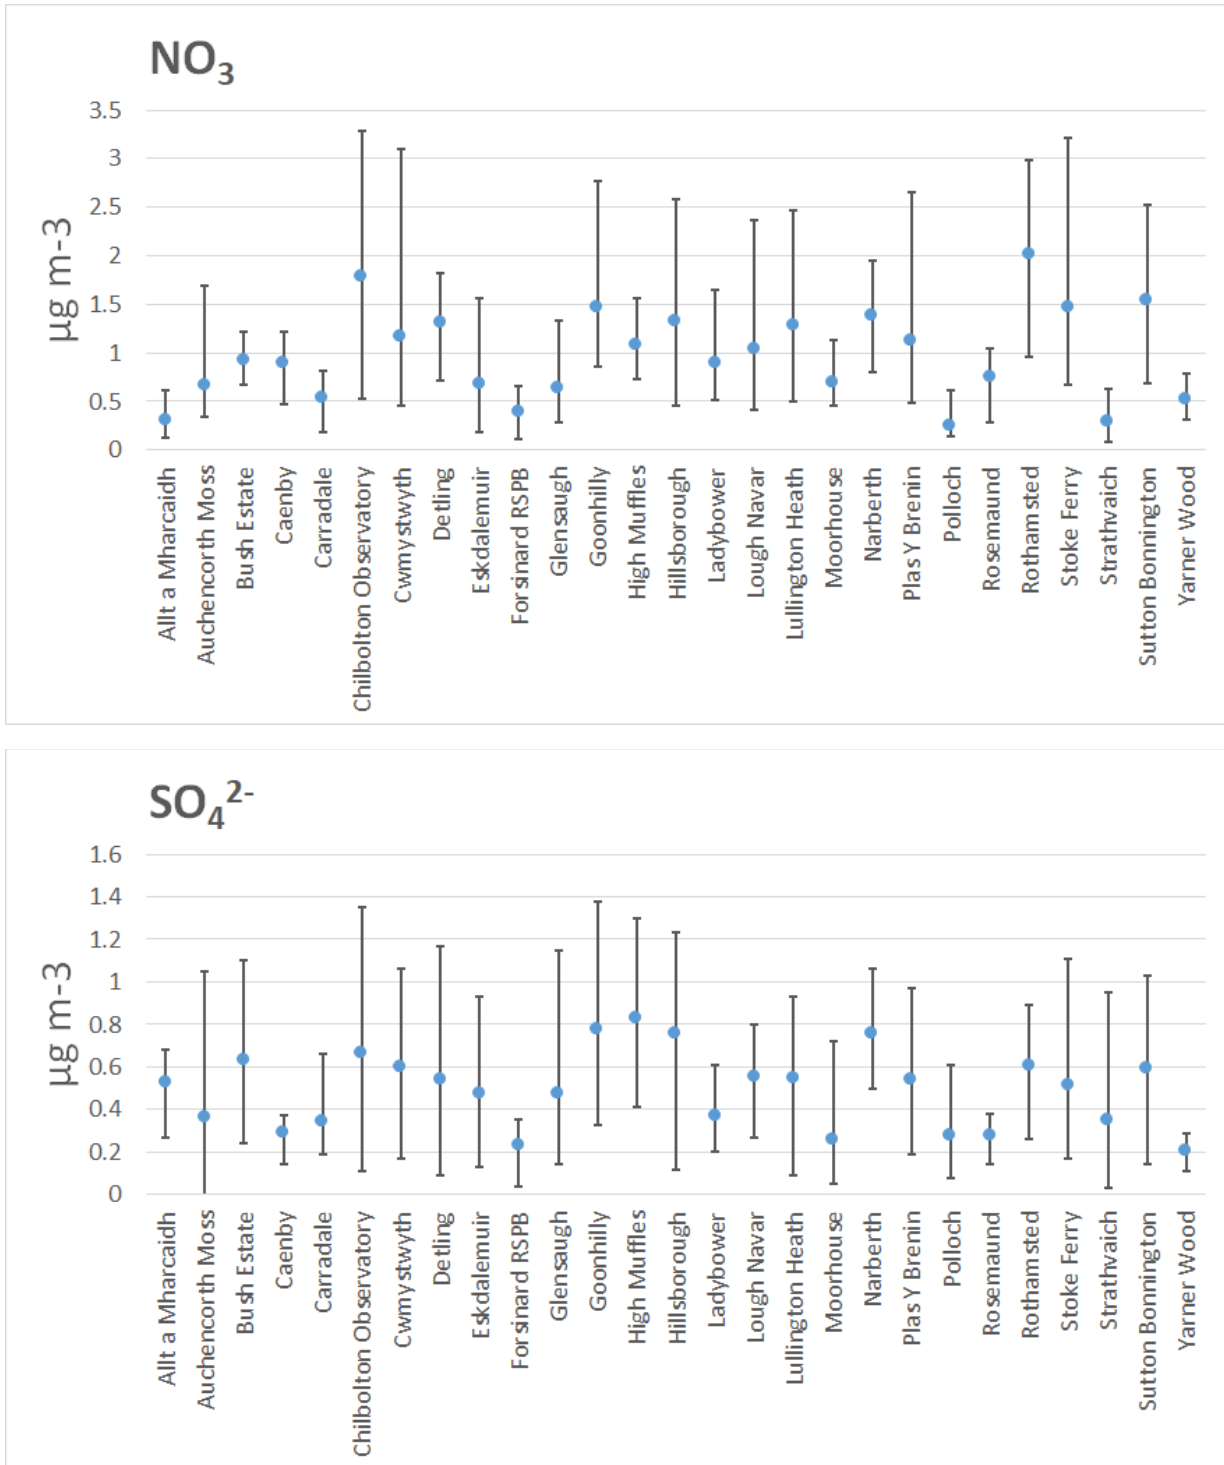 NO3
3.5
3
2.5
2
1.5
1
0.5
0
µg m-3
Allt a Mharcaidh
Auchencorth Moss
Bush Estate
Caenby
Carradale
Chilbolton Observatory
Cwmystwyth
Detling
Eskdalemuir
Forsinard RSPB
Glensaugh
Goonhilly
High Muffles
Hillsborough
Ladybower
Lough Navar
Lullington Heath
Moorhouse
Narberth
Plas Y Brenin
Polloch
Rosemaund
Rothamsted
Stoke Ferry
Strathvaich
Sutton Bonnington
Yarner Wood
SO4 2-
1.6
1.4
1.2
1
0.8
0.6
0.4
0.2
0
µg m-3
Allt a Mharcaidh
Auchencorth Moss
Bush Estate
Caenby
Carradale
Chilbolton Observatory
Cwmystwyth
Detling
Eskdalemuir
Forsinard RSPB
Glensaugh
Goonhilly
High Muffles
Hillsborough
Ladybower
Lough Navar
Lullington Heath
Moorhouse
Narberth
Plas Y Brenin
Polloch
Rosemaund
Rothamsted
Stoke Ferry
Strathvaich
Sutton Bonnington
Yarner Wood